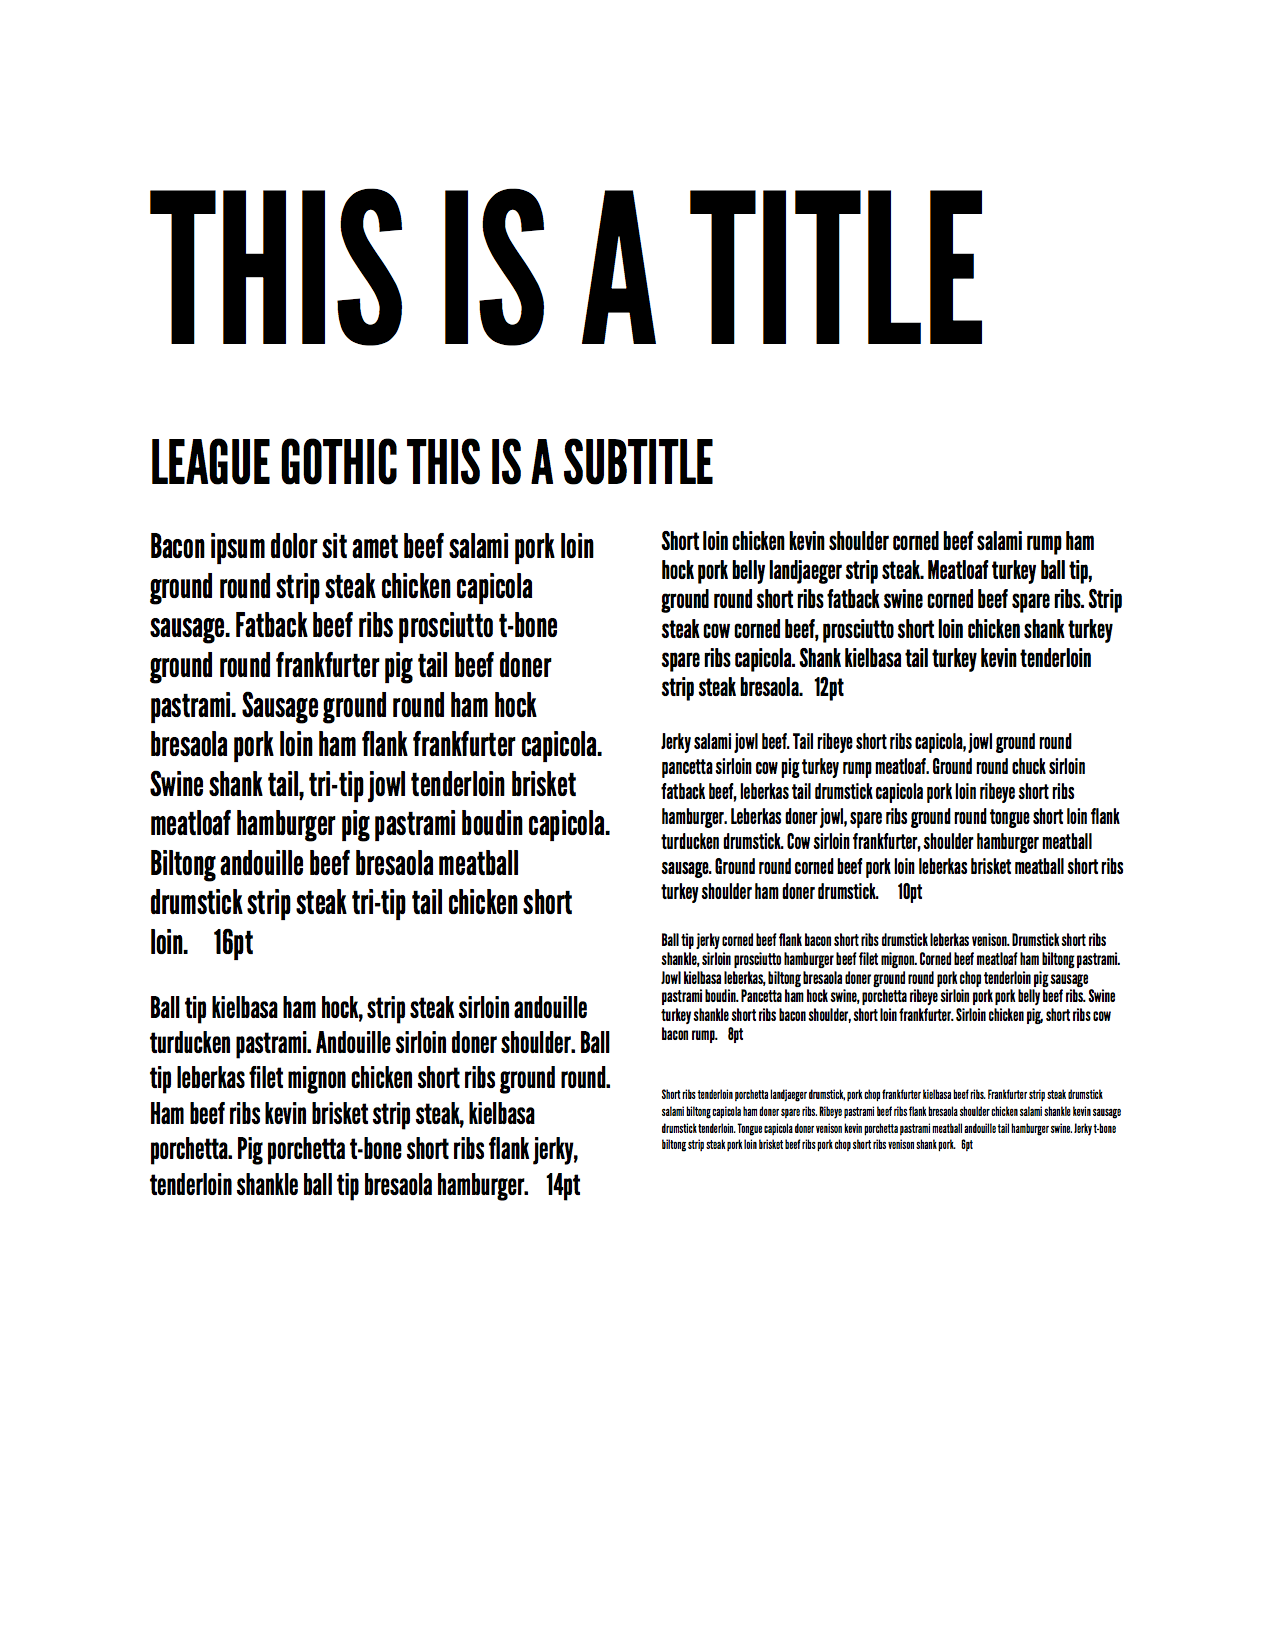 THIS IS A TITLE
LEAGUE GOTHIC THIS IS A SUBTITLE
Bacon ipsum dolor sit amet beef salami pork loin
ground round strip steak chicken capicola
sausage. Fatback beef ribs prosciutto t-bone
ground round frankfurter pig tail beef doner
pastrami. Sausage ground round ham hock
bresaola pork loin ham flank frankfurter capicola.
Swine shank tail, tri-tip jowl tenderloin brisket
meatloaf hamburger pig pastrami boudin capicola.
Biltong andouille beef bresaola meatball
drumstick strip steak tri-tip tail chicken short
loin. 16pt
Ball tip kielbasa ham hock, strip steak sirloin andouille
turducken pastrami. Andouille sirloin doner shoulder. Ball
tip leberkas filet mignon chicken short ribs ground round.
Ham beef ribs kevin brisket strip steak, kielbasa
porchetta. Pig porchetta t-bone short ribs flank jerky,
tenderloin shankle ball tip bresaola hamburger. 14pt
Short loin chicken kevin shoulder corned beef salami rump ham
hock pork belly landjaeger strip steak. Meatloaf turkey ball tip,
ground round short ribs fatback swine corned beef spare ribs. Strip
steak cow corned beef, prosciutto short loin chicken shank turkey
spare ribs capicola. Shank kielbasa tail turkey kevin tenderloin
strip steak bresaola. 12pt
Jerky salami jowl beef. Tail ribeye short ribs capicola, jowl ground round
pancetta sirloin cow pig turkey rump meatloaf. Ground round chuck sirloin
fatback beef, leberkas tail drumstick capicola pork loin ribeye short ribs
hamburger. Leberkas doner jowl, spare ribs ground round tongue short loin flank
turducken drumstick. Cow sirloin frankfurter, shoulder hamburger meatball
sausage. Ground round corned beef pork loin leberkas brisket meatball short ribs
turkey shoulder ham doner drumstick. 10pt
Ball tip jerky corned beef flank bacon short ribs drumstick leberkas venison. Drumstick short ribs
shankle, sirloin prosciutto hamburger beef filet mignon. Corned beef meatloaf ham biltong pastrami.
Jowl kielbasa leberkas, biltong bresaola doner ground round pork chop tenderloin pig sausage
pastrami boudin. Pancetta ham hock swine, porchetta ribeye sirloin pork pork belly beef ribs. Swine
turkey shankle short ribs bacon shoulder, short loin frankfurter. Sirloin chicken pig, short ribs cow
bacon rump. 8pt
Short ribs tenderloin porchetta landjaeger drumstick, pork chop frankfurter kielbasa beef ribs. Frankfurter strip steak drumstick
salami biltong capicola ham doner spare ribs. Ribeye pastrami beef ribs flank bresaola shoulder chicken salami shankle kevin sausage
drumstick tenderloin. Tongue capicola doner venison kevin porchetta pastrami meatball andouille tail hamburger swine. Jerky t-bone
biltong strip steak pork loin brisket beef ribs pork chop short ribs venison shank pork. 6pt